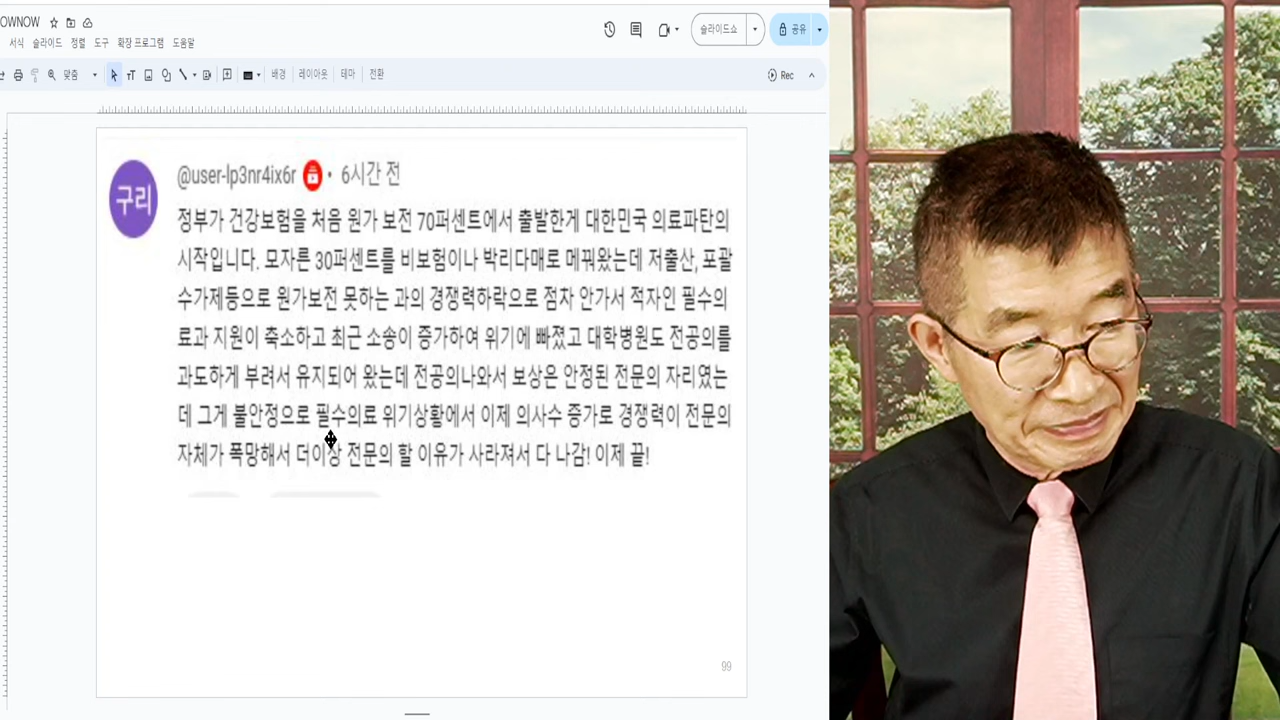 OWNOW
슬라이드쇼
공유
서식 슬라이드 정렬 도구 확장 프로그램 도움말
맞춤 배경 레이아웃 테마 전환 Rec
구리
@user-lp3nr4ix6r • 6시간 전
정부가 건강보험을 처음 원가 보전 70퍼센트에서 출발한게 대한민국 의료파탄의
시작입니다. 모자른 30퍼센트를 비보험이나 박리다매로 메꿔왔는데 저출산, 포괄
수가제등으로 원가보전 못하는 과의 경쟁력하락으로 점차 안가서 적자인 필수의
료과 지원이 축소하고 최근 소송이 증가하여 위기에 빠졌고 대학병원도 전공의를
과도하게 부려서 유지되어 왔는데 전공의나와서 보상은 안정된 전문의 자리였는
데 그게 불안정으로 필수의료 위기상황에서 이제 의사수 증가로 경쟁력이 전문의
자체가 폭망해서 더이상 전문의 할 이유가 사라져서 다 나감! 이제 끝!
99